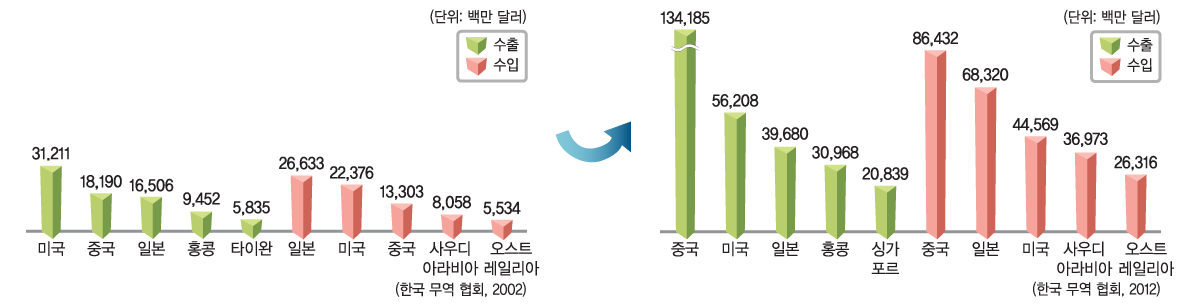 (단위: 백만 달러)
수출
수입
31,211
18,190
16,506
9,452
5,835
26,633
22,376
13,303
8,058
5,534
미국
중국
일본
홍콩
타이완
일본
미국
중국
사우디
아라비아
오스트
레일리아
(한국 무역 협회, 2002)
(단위: 백만 달러)
수출
수입
134,185
56,208
39,680
30,968
20,839
86,432
68,320
44,569
36,973
26,316
중국
미국
일본
홍콩
싱가
포르
중국
일본
미국
사우디
아라비아
오스트
레일리아
(한국 무역 협회, 2012)